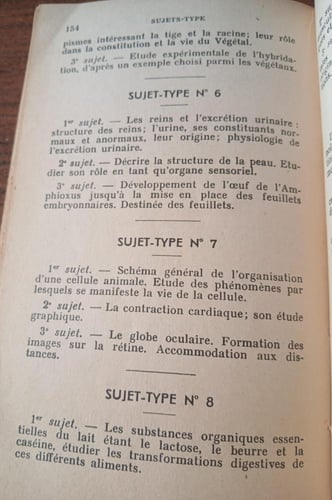 154 SUJETS-TYPE
pismes intéressant la tige et la racine; leur rôle
dans la constitution et la vie du Végétal.
3e sujet. — Etude expérimentale de l'hybrida-
tion, d'après un exemple choisi parmi les végétaux.
SUJET-TYPE N° 6
1er sujet. — Les reins et l'excrétion urinaire :
structure des reins; l'urine, ses constituants nor-
maux et anormaux, leur origine; physiologie de
l'excrétion urinaire.
2e sujet. — Décrire la structure de la peau. Etu-
dier son rôle en tant qu'organe sensoriel.
3e sujet. — Développement de l'œuf de l'Am-
phioxus jusqu'à la mise en place des feuillets
embryonnaires. Destinée des feuillets.
SUJET-TYPE N° 7
1er sujet. — Schéma général de l'organisation
d'une cellule animale. Etude des phénomènes par
lesquels se manifeste la vie de la cellule.
2e sujet. — La contraction cardiaque; son étude
graphique.
3e sujet. — Le globe oculaire. Formation des
images sur la rétine. Accommodation aux dis-
tances.
SUJET-TYPE N° 8
1er sujet. — Les substances organiques essen-
tielles du lait étant le lactose, le beurre et la
caséine, étudier les transformations digestives de
ces différents aliments.